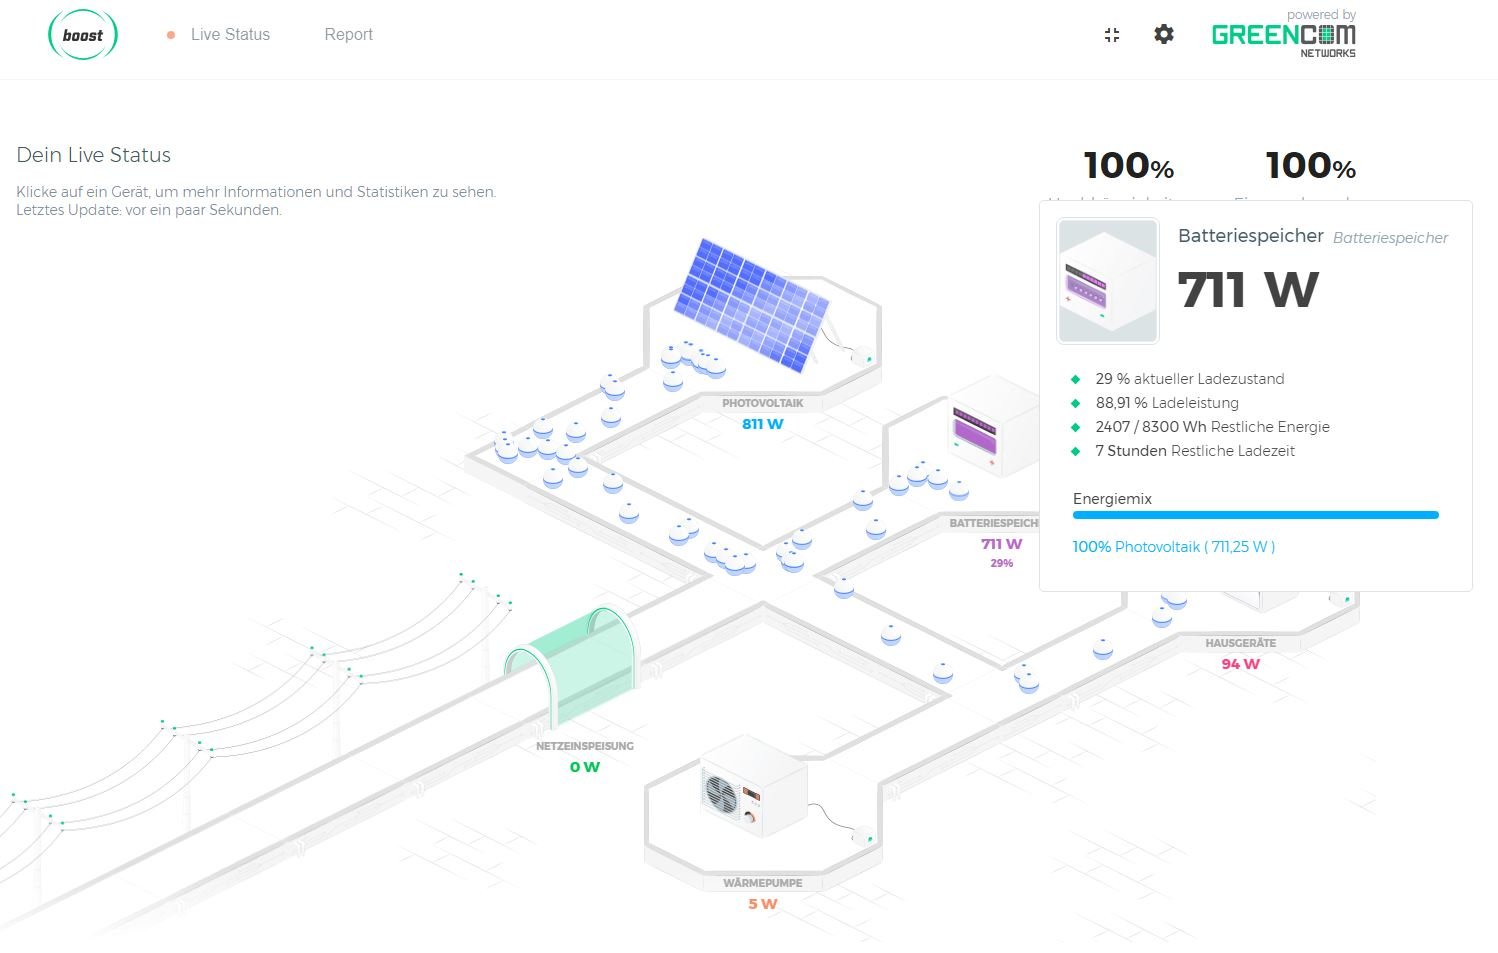 boost
Live Status
Report
powered by
GREENCOM
NETWORKS
Dein Live Status
Klicke auf ein Gerät, um mehr Informationen und Statistiken zu sehen.
Letztes Update: vor ein paar Sekunden.
100%
100%
Batteriespeicher Batteriespeicher
711 W
29 % aktueller Ladezustand
88,91 % Ladeleistung
2407 / 8300 Wh Restliche Energie
7 Stunden Restliche Ladezeit
Energiemix
100% Photovoltaik ( 711,25 W )
PHOTOVOLTAIK
811 W
BATTERIESPEICH
711 W
29%
HAUSGERÄTE
94 W
NETZEINSPEISUNG
0 W
WÄRMEPUMPE
5 W